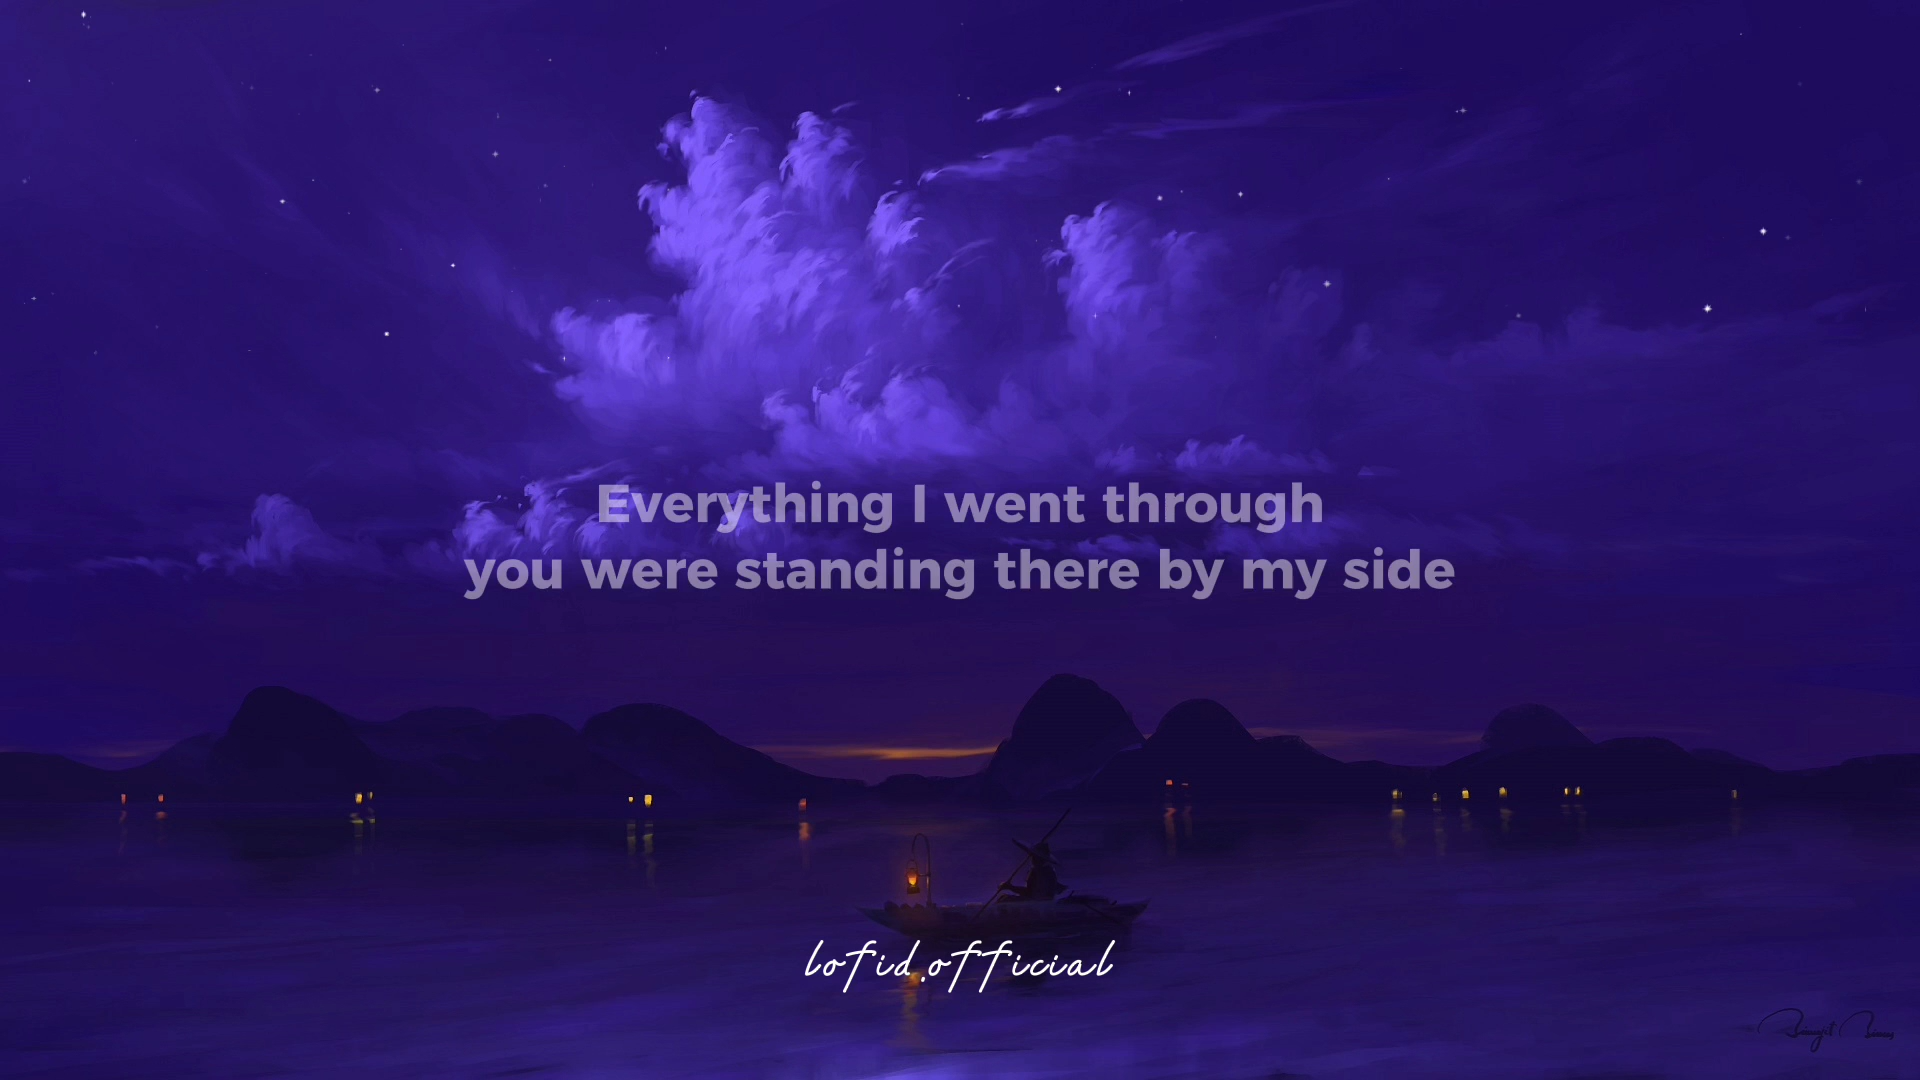 Everything I went through
you were standing there by my side
lofid.official